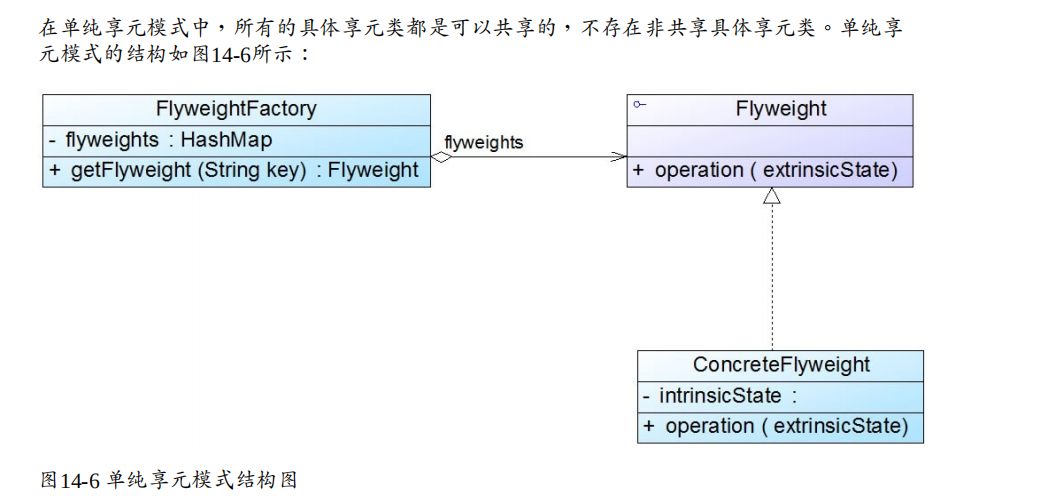 在单纯享元模式中，所有的具体享元类都是可以共享的，不存在非共享具体享元类。单纯享
元模式的结构如图14-6所示：
FlyweightFactory
- flyweights : HashMap
+ getFlyweight (String key) : Flyweight
flyweights
Flyweight
+ operation ( extrinsicState)
ConcreteFlyweight
- intrinsicState :
+ operation ( extrinsicState)
图14-6 单纯享元模式结构图